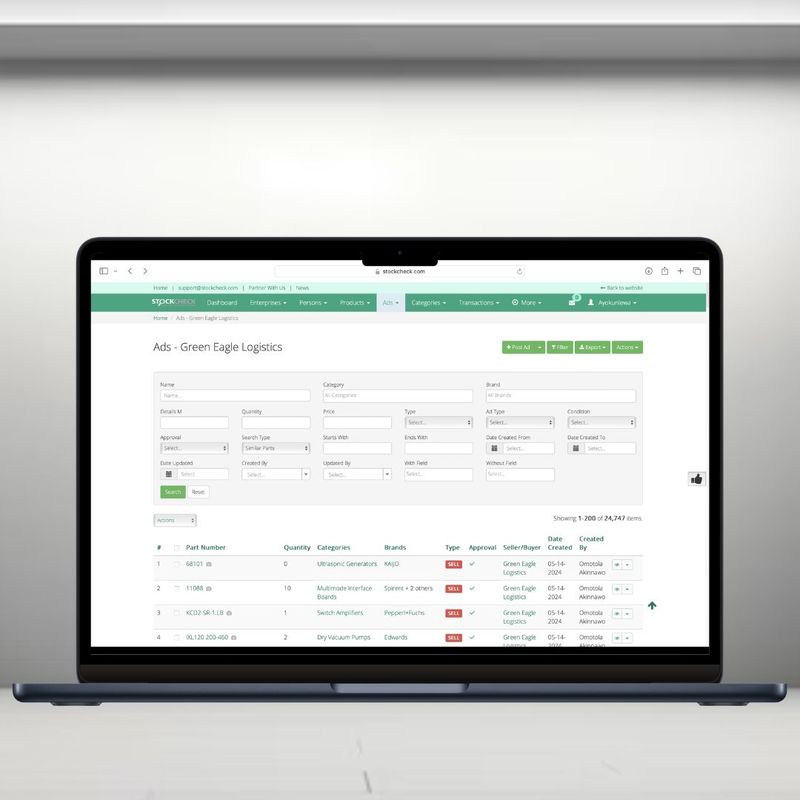 stockcheck.com
Home | support@stockcheck.com | Partner With Us | News
Back to website
STOCKCHECK Dashboard Enterprises Persons Products Ads Categories Transactions More Ayokunlewa
Home / Ads - Green Eagle Logistics
Ads - Green Eagle Logistics
+ Post Ad Filter Export Actions
Name Category Brand
Name... All Categories All Brands
Details M Quantity Price Type Ad Type Condition
Select... Select... Select...
Approval Search Type Starts With Ends With Date Created From Date Created To
Select... Similar Parts Select... Select...
Date Updated Created By Updated By With Field Without Field
Select... Select... Select... Select... Select...
Search Reset
Actions
Showing 1-200 of 24,747 items.
# Part Number Quantity Categories Brands Type Approval Seller/Buyer Date Created Created By
1 68101 0 Ultrasonic Generators KAIJO SELL Green Eagle Logistics 05-14-2024 Omotola Akinnawo
2 11088 10 Multimode Interface Boards Spirent + 2 others SELL Green Eagle Logistics 05-14-2024 Omotola Akinnawo
3 KCD2-SR-1.LB 1 Switch Amplifiers Pepperl+Fuchs SELL Green Eagle Logistics 05-14-2024 Omotola Akinnawo
4 IXL120 200-460 2 Dry Vacuum Pumps Edwards SELL Green Eagle Logistics 05-14-2024 Omotola Akinnawo